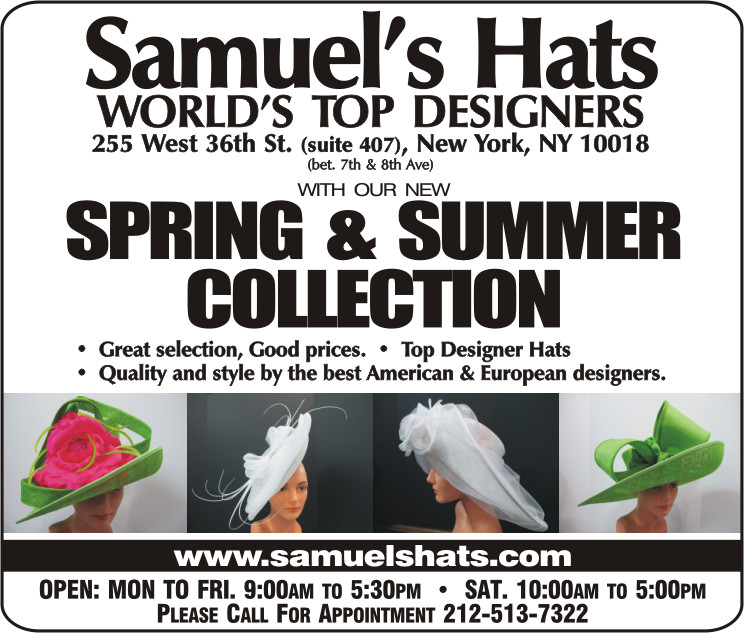 Samuel's Hats
WORLD'S TOP DESIGNERS
255 West 36th St. (suite 407), New York, NY 10018
(bet. 7th & 8th Ave)
WITH OUR NEW
SPRING & SUMMER
COLLECTION
• Great selection, Good prices. • Top Designer Hats
• Quality and style by the best American & European designers.
www.samuelshats.com
OPEN: MON TO FRI. 9:00AM TO 5:30PM • SAT. 10:00AM TO 5:00PM
PLEASE CALL FOR APPOINTMENT 212-513-7322